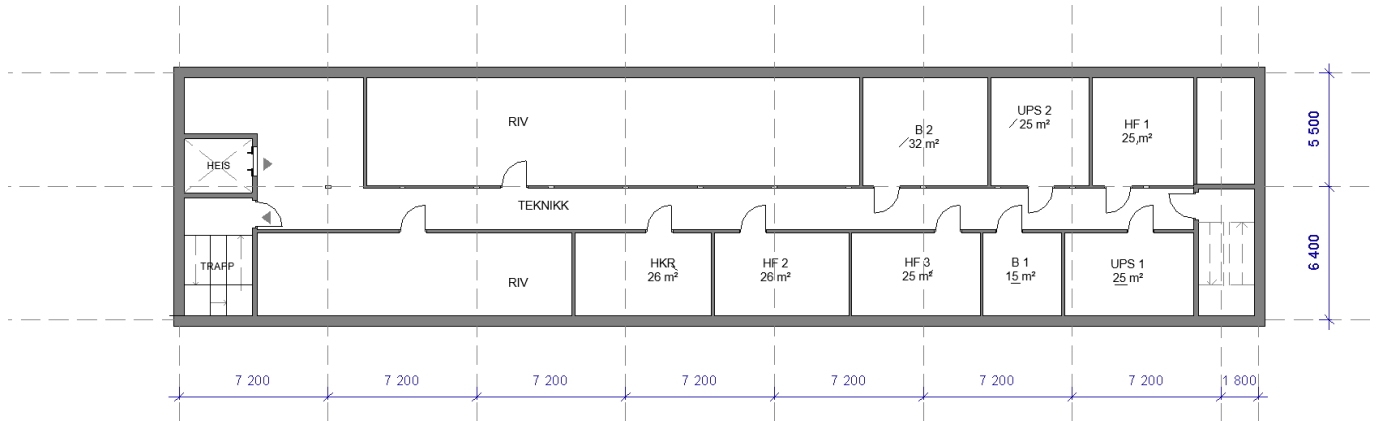 RIV
B 2
32 m²
UPS 2
25 m²
HF 1
25 m²
HEIS
TEKNIKK
TRAPP
RIV
HKR
26 m²
HF 2
26 m²
HF 3
25 m²
B 1
15 m²
UPS 1
25 m²
5 500
6 400
7 200
7 200
7 200
7 200
7 200
7 200
7 200
1 800